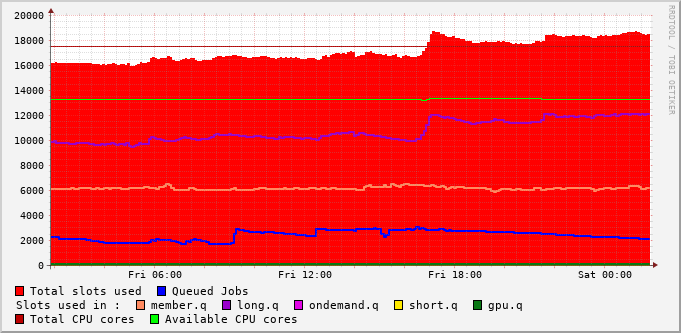 20000
18000
16000
14000
12000
10000
8000
6000
4000
2000
0
Fri 06:00 Fri 12:00 Fri 18:00 Sat 00:00
RRDTOOL / TOBI OETIKER
Total slots used Queued Jobs
Slots used in : member.q long.q ondemand.q short.q gpu.q
Total CPU cores Available CPU cores